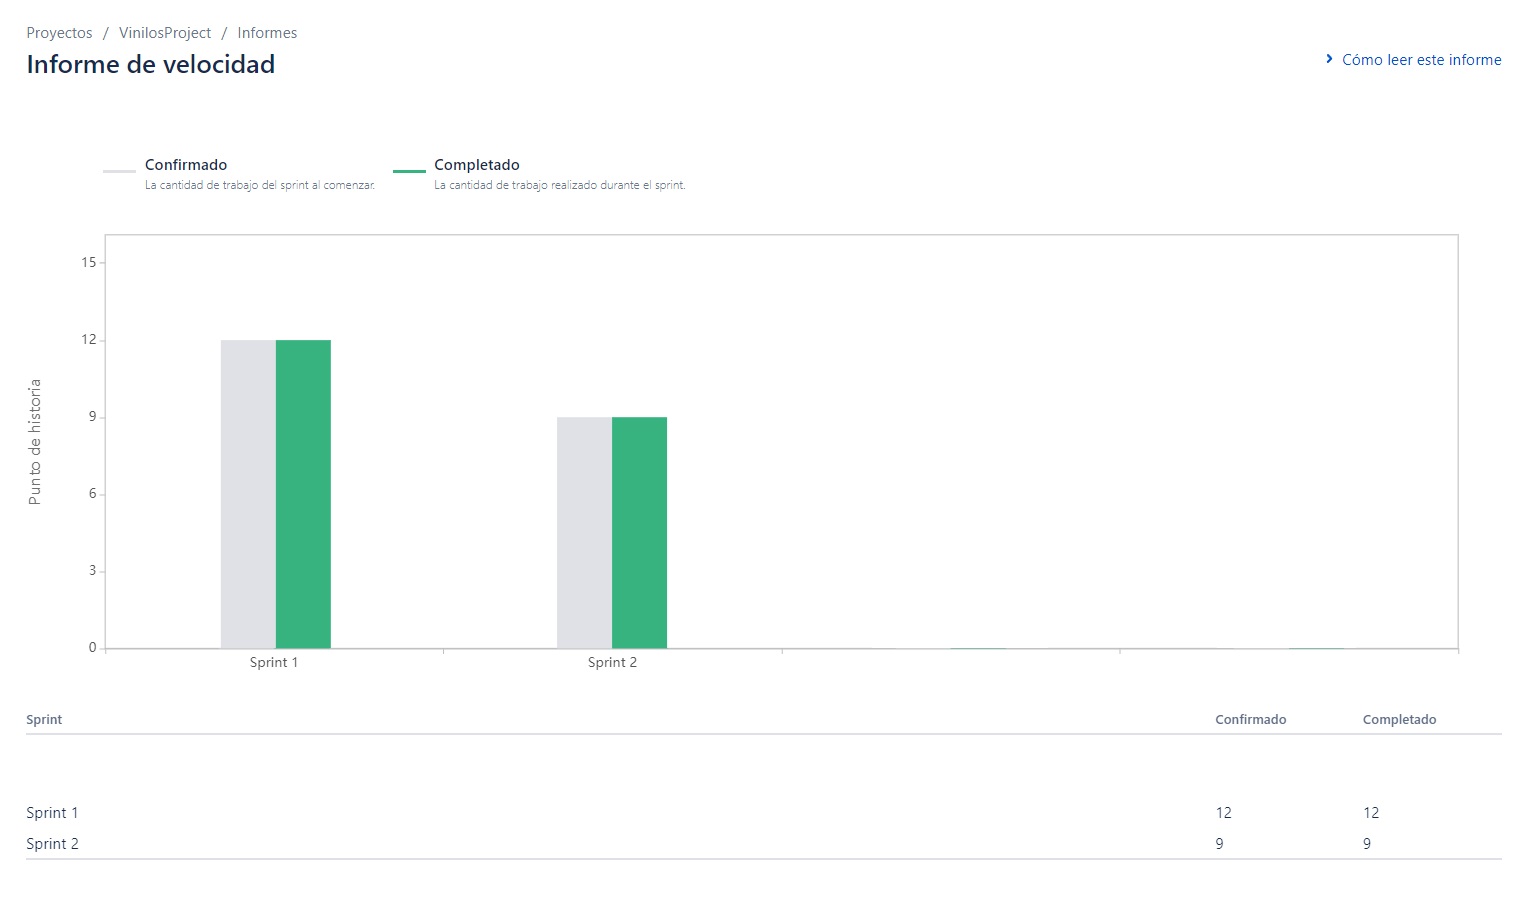 Proyectos / VinilosProject / Informes
Informe de velocidad
Cómo leer este informe
Confirmado
La cantidad de trabajo del sprint al comenzar.
Completado
La cantidad de trabajo realizado durante el sprint.
Punto de historia
15
12
9
6
3
0
Sprint 1
Sprint 2
Sprint Confirmado Completado
Sprint 1 12 12
Sprint 2 9 9